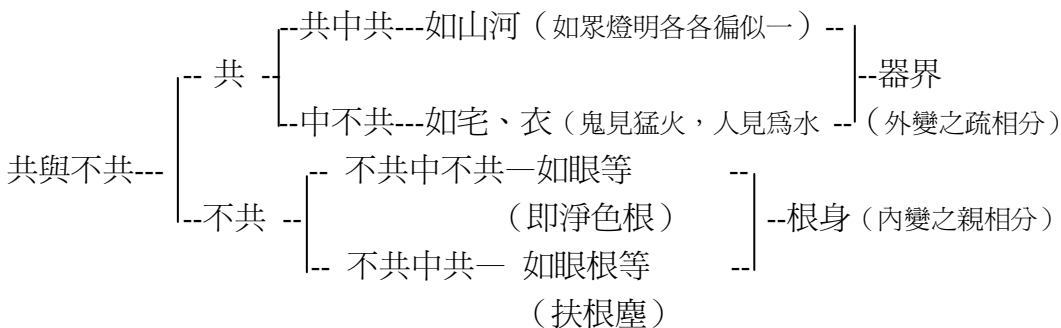 共中共---如山河（如眾燈明各各徧似一）--
-- 共 --
--器界
中不共---如宅、衣（鬼見猛火，人見爲水 --
（外變之疏相分）
共與不共---
不共中不共—如眼等 --
--不共 --
（即淨色根）
--根身（內變之親相分）
-- 不共中共— 如眼根等 --
（扶根塵）